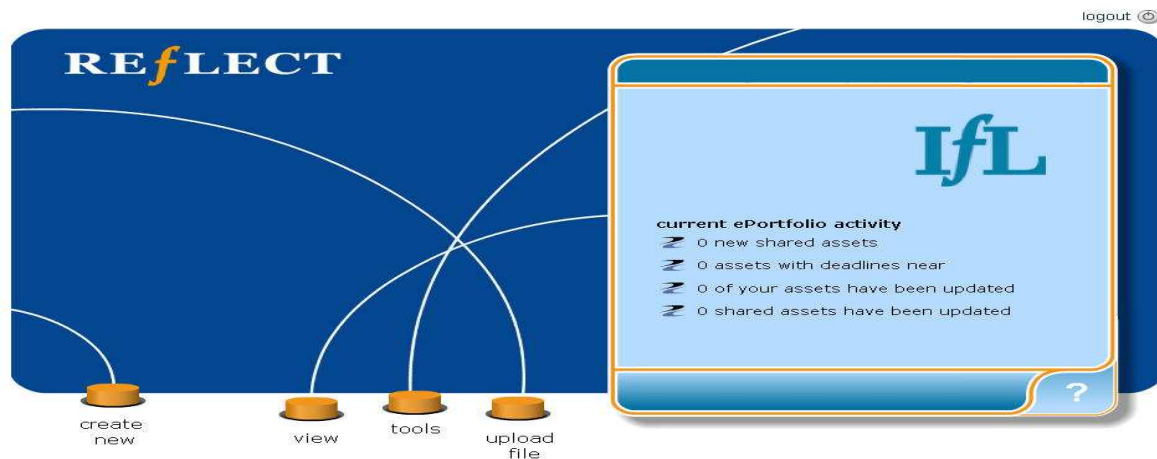 logout
REfLECT
IfL
current ePortfolio activity
0 new shared assets
0 assets with deadlines near
0 of your assets have been updated
0 shared assets have been updated
?
create
new
view
tools
upload
file